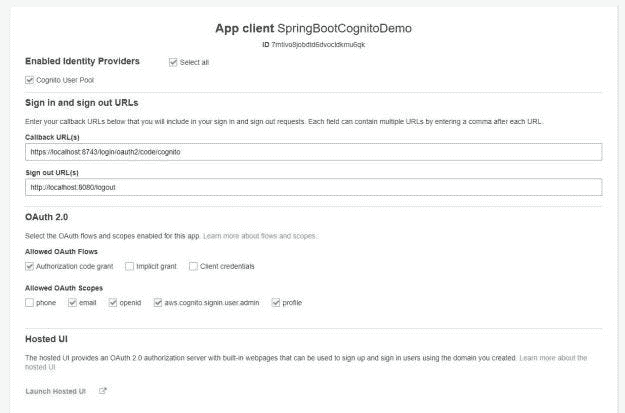 App client SpringBootCognitoDemo
ID 7mtivo8jobdtd6dvocldkmu6qk
Enabled Identity Providers Select all
Cognito User Pool
Sign in and sign out URLs
Enter your callback URLs below that you will include in your sign in and sign out requests. Each field can contain multiple URLs by entering a comma after each URL.
Callback URL(s)
https://localhost:8743/login/oauth2/code/cognito
Sign out URL(s)
http://localhost:8080/logout
OAuth 2.0
Select the OAuth flows and scopes enabled for this app. Learn more about flows and scopes.
Allowed OAuth Flows
Authorization code grant Implicit grant Client credentials
Allowed OAuth Scopes
phone email openid aws.cognito.signin.user.admin profile
Hosted UI
The hosted UI provides an OAuth 2.0 authorization server with built-in webpages that can be used to sign up and sign in users using the domain you created. Learn more about the
hosted UI
Launch Hosted UI